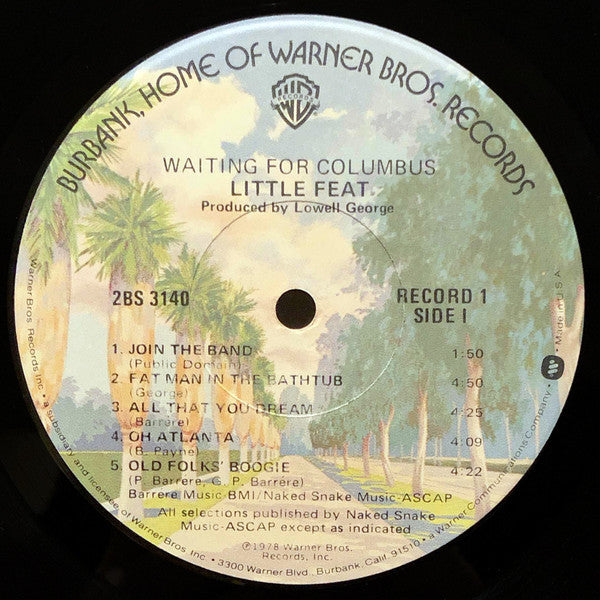 BURBANK, HOME OF WARNER BROS. RECORDS
RECORDS
WAITING FOR COLUMBUS
LITTLE FEAT
Produced by Lowell George
2BS 3140
RECORD 1
SIDE I
1. JOIN THE BAND 1:50
(Public Domain)
2. FAT MAN IN THE BATHTUB 4:50
(George)
3. ALL THAT YOU DREAM 4:25
(Barrére)
4. OH ATLANTA 4:09
(B. Payne)
5. OLD FOLKS' BOOGIE 4:22
(P. Barrere, G. P. Barrére)
Barrere Music-BMI/Naked Snake Music-ASCAP
All selections published by Naked Snake
Music-ASCAP except as indicated
℗1978 Warner Bros.
Records, Inc.
Warner Bros. Records Inc. • a subsidiary and licensee of Warner Bros. Inc. • 3300 Warner Blvd., Burbank, Calif. 91510 • a Warner Communications Company •
• Made in U.S.A.